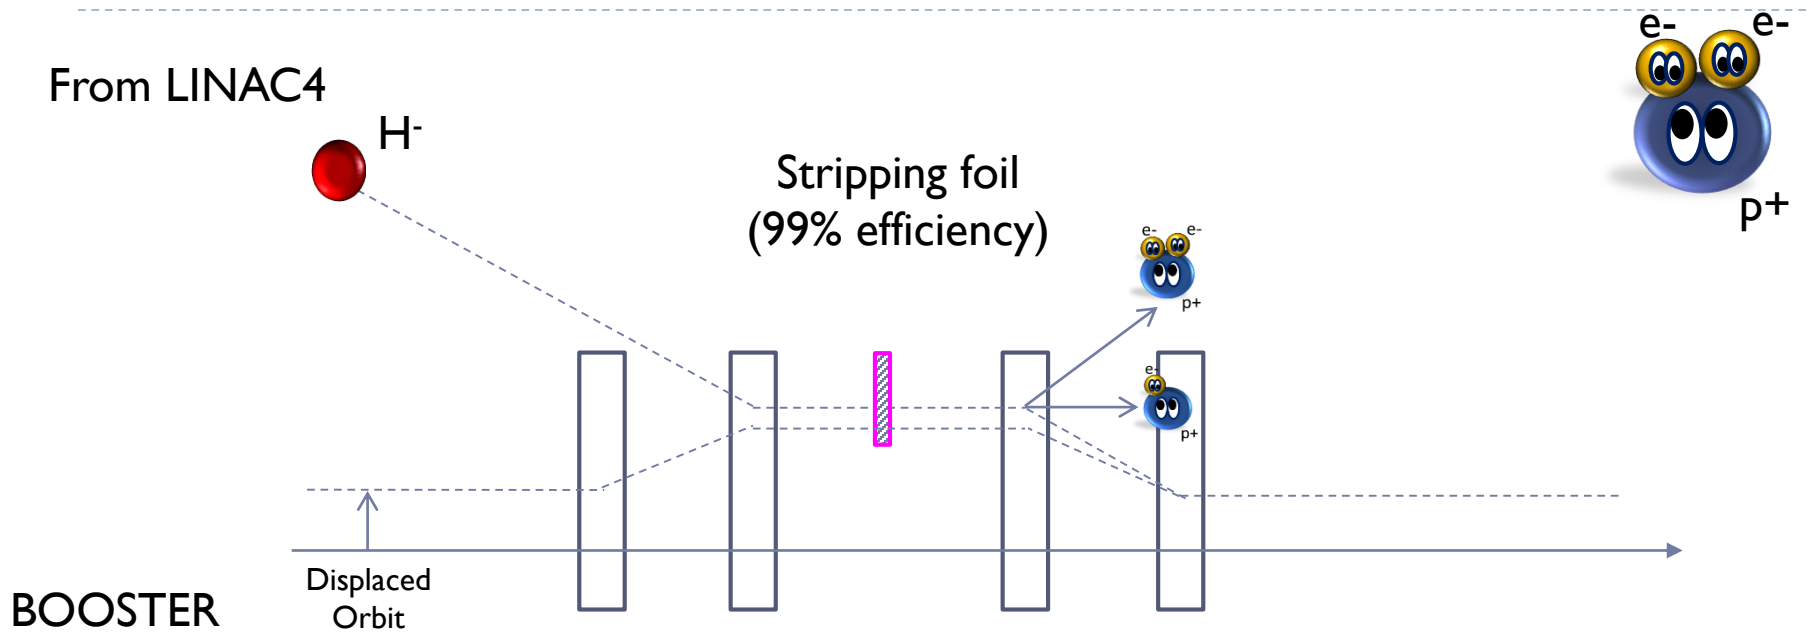 e- e-
From LINAC4
H-
p+
Stripping foil
(99% efficiency)
e- e-
p+
e-
p+
Displaced
Orbit
BOOSTER